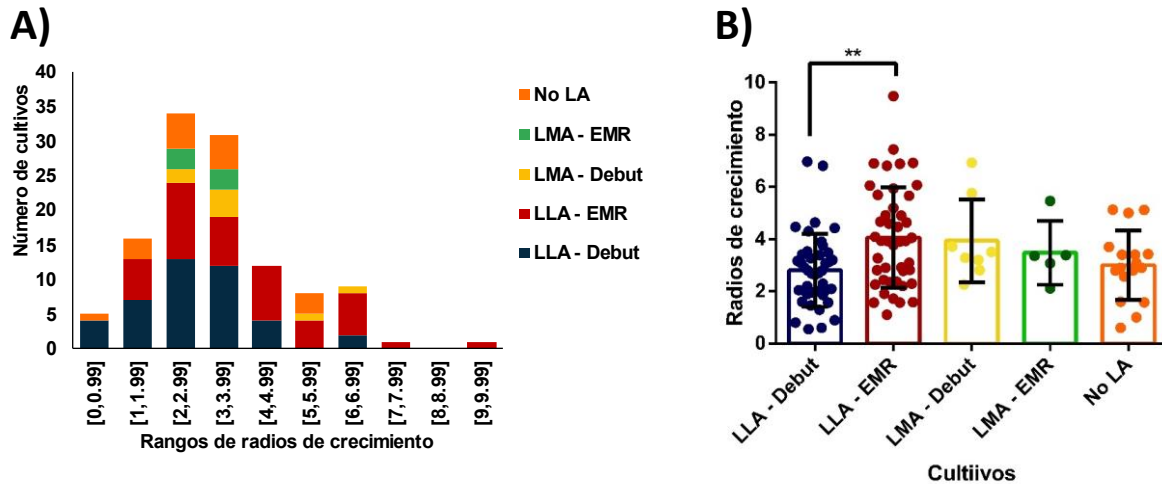 A)
Número de cultivos
40
35
30
25
20
15
10
5
0
[0,0.99]
[1,1.99]
[2,2.99]
[3,3.99]
[4,4.99]
[5,5.99]
[6,6.99]
[7,7.99]
[8,8.99]
[9,9.99]
Rangos de radios de crecimiento
No LA
LMA - EMR
LMA - Debut
LLA - EMR
LLA - Debut
B)
**
Radios de crecimiento
10
8
6
4
2
0
LLA - Debut
LLA - EMR
LMA - Debut
LMA - EMR
No LA
Cultiivos